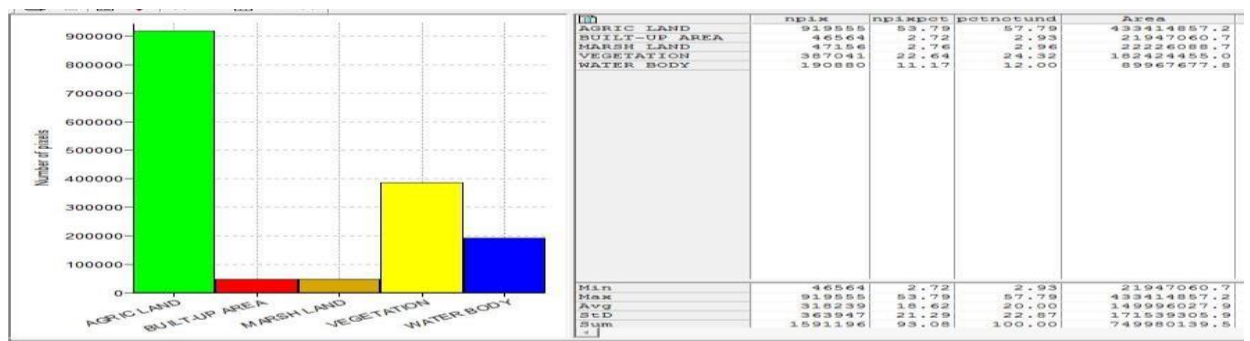 900000
800000
700000
600000
500000
400000
300000
200000
100000
0
Number of pixels
AGRIC LAND
BUILT-UP AREA
MARSH LAND
VEGETATION
WATER BODY
npix npixpct pctnotund Area
AGRIC LAND 919555 53.79 57.79 433414857.2
BUILT-UP AREA 46564 2.72 2.93 21947060.7
MARSH LAND 47156 2.76 2.96 22226088.7
VEGETATION 387041 22.64 24.32 182424455.0
WATER BODY 190880 11.17 12.00 89967677.8
Min 46564 2.72 2.93 21947060.7
Max 919555 53.79 57.79 433414857.2
Avg 318239 18.62 20.00 149996027.9
StD 363947 21.29 22.87 171539305.9
Sum 1591196 93.08 100.00 749980139.5